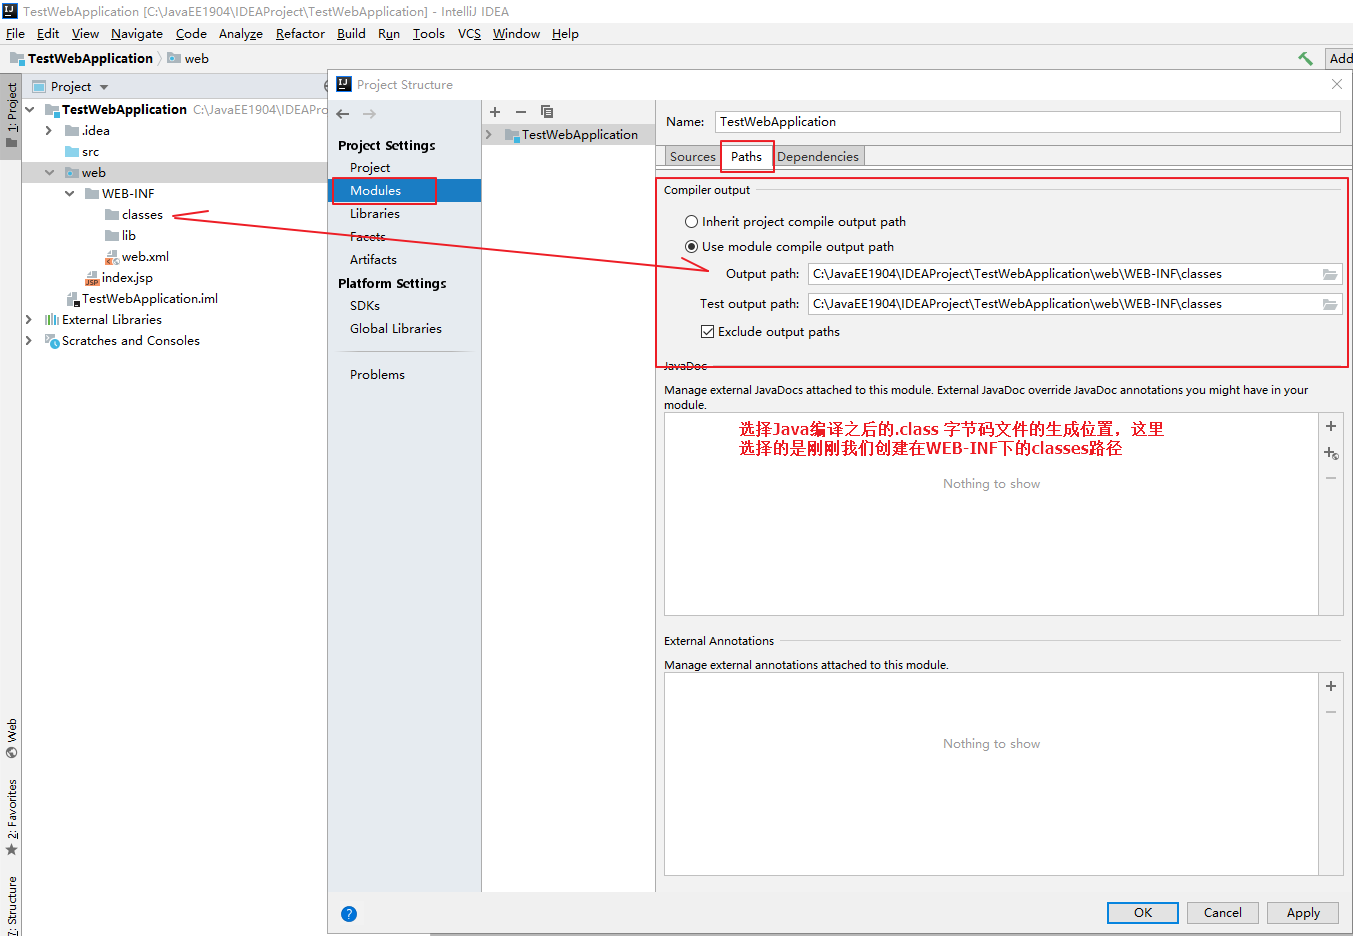 TestWebApplication [C:\JavaEE1904\IDEAProject\TestWebApplication] - IntelliJ IDEA
File Edit View Navigate Code Analyze Refactor Build Run Tools VCS Window Help
TestWebApplication web Add
1: Project
Project
TestWebApplication C:\JavaEE1904\IDEAPro
.idea
src
web
WEB-INF
classes
lib
web.xml
index.jsp
TestWebApplication.iml
External Libraries
Scratches and Consoles
Web
2: Favorites
7: Structure
Project Structure
Project Settings
Project
Modules
Libraries
Facets
Artifacts
Platform Settings
SDKs
Global Libraries
Problems
TestWebApplication
Name: TestWebApplication
Sources Paths Dependencies
Compiler output
Inherit project compile output path
Use module compile output path
Output path: C:\JavaEE1904\IDEAProject\TestWebApplication\web\WEB-INF\classes
Test output path: C:\JavaEE1904\IDEAProject\TestWebApplication\web\WEB-INF\classes
Exclude output paths
JavaDoc
Manage external JavaDocs attached to this module. External JavaDoc override JavaDoc annotations you might have in your
module.
选择Java编译之后的.class 字节码文件的生成位置，这里
选择的是刚刚我们创建在WEB-INF下的classes路径
Nothing to show
External Annotations
Manage external annotations attached to this module.
Nothing to show
?
OK Cancel Apply